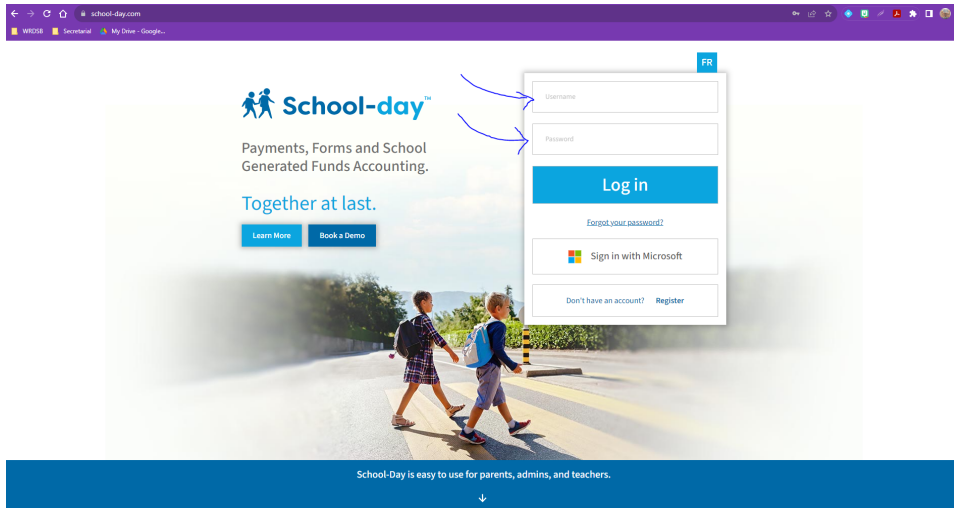 school-day.com
WRDSB
Secretarial
My Drive - Google...
FR
School-day™
Payments, Forms and School
Generated Funds Accounting.
Together at last.
Learn More
Book a Demo
Username
Password
Log in
Forgot your password?
Sign in with Microsoft
Don't have an account? Register
School-Day is easy to use for parents, admins, and teachers.